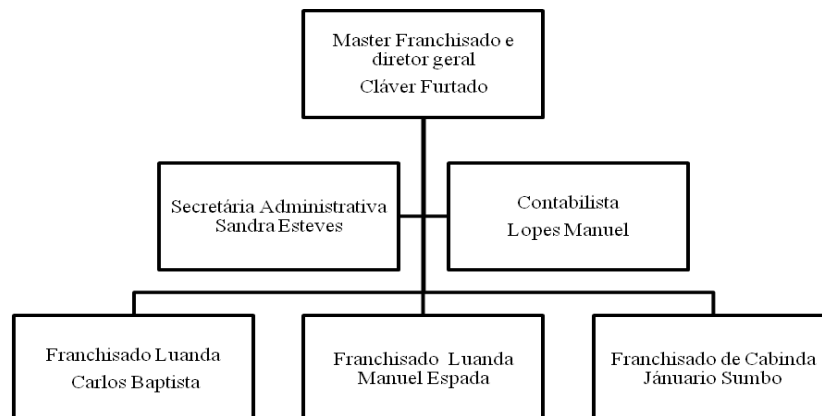 Master Franchisado e
diretor geral
Cláver Furtado
Secretária Administrativa
Sandra Esteves
Contabilista
Lopes Manuel
Franchisado Luanda
Carlos Baptista
Franchisado Luanda
Manuel Espada
Franchisado de Cabinda
Jánuario Sumbo